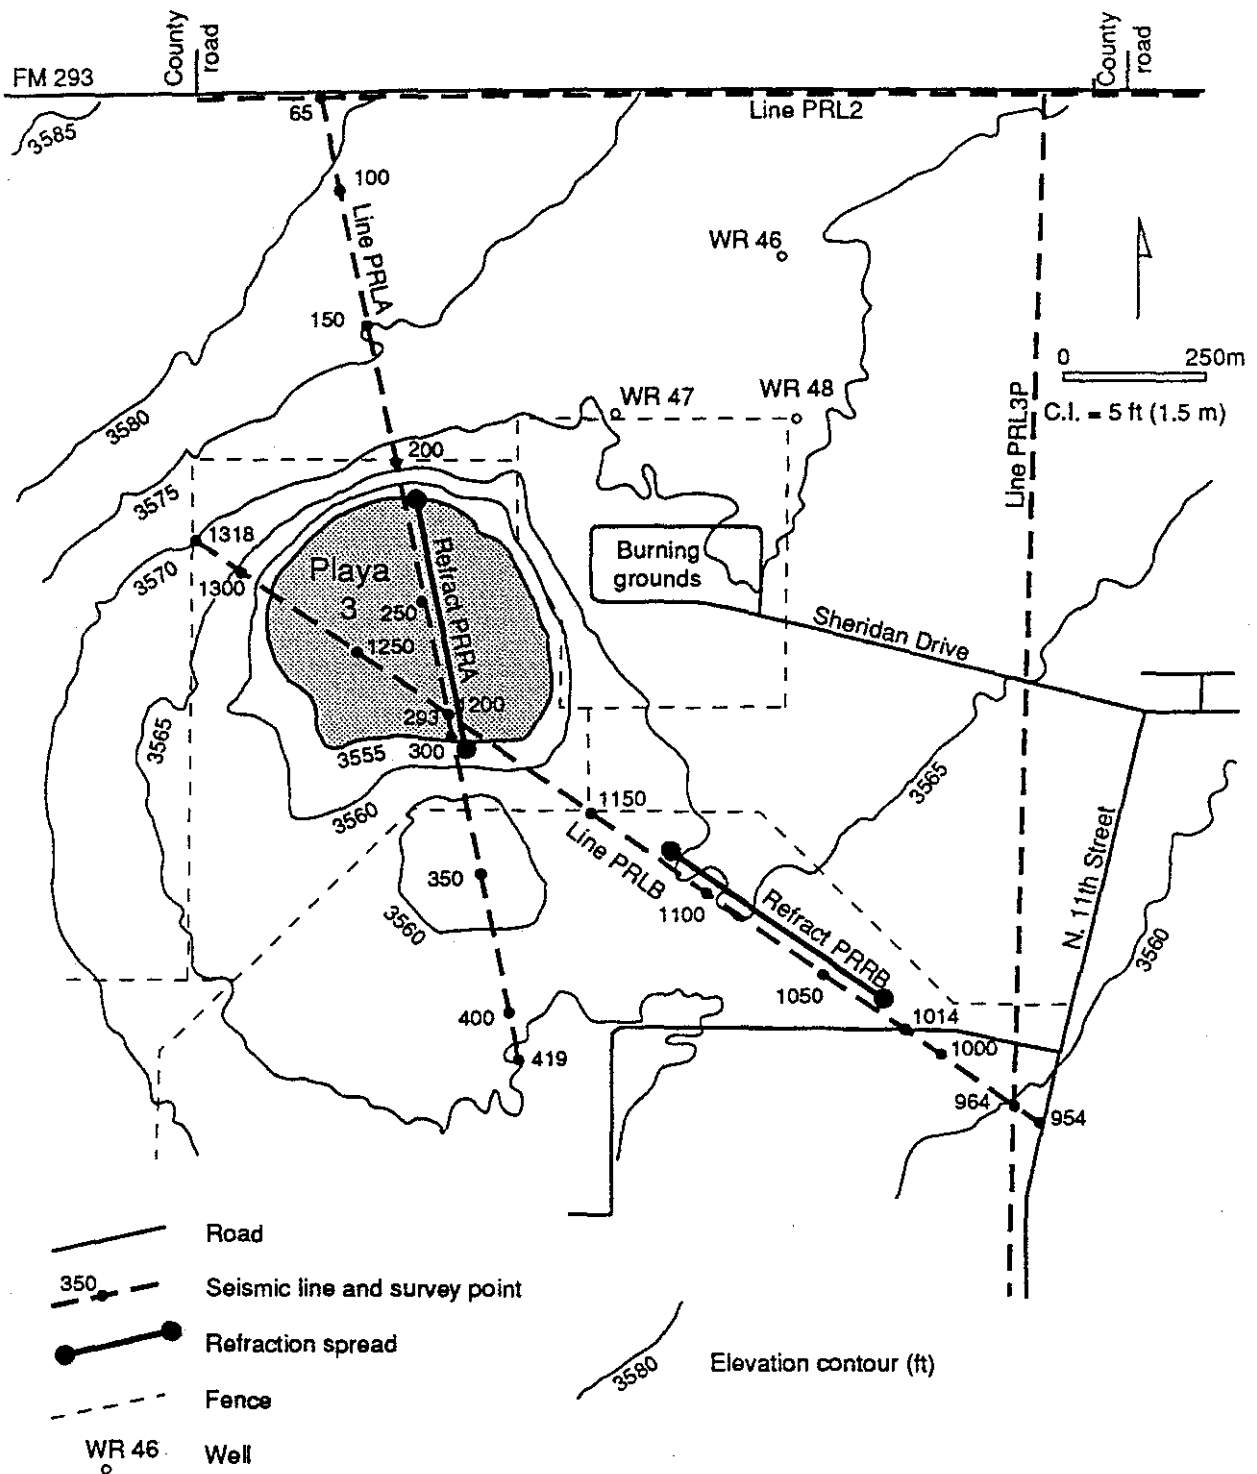 County
road
County
road
FM 293
65
Line PRL2
3585
100
Line PRLA
WR 46
150
0 250m
C.I. = 5 ft (1.5 m)
WR 47
WR 48
Line PRL3P
3580
200
3575
1318
Refract PRRA
Burning
grounds
Playa
3
3570
1300
250
Sheridan Drive
1250
1200
293
300
3565
3555
3565
3560
1150
Line PRLB
N. 11th Street
350
1100
Refract PRRB
3560
3560
1050
400
1014
1000
419
964
954
Road
350
Seismic line and survey point
Refraction spread
3580
Elevation contour (ft)
Fence
WR 46
Well